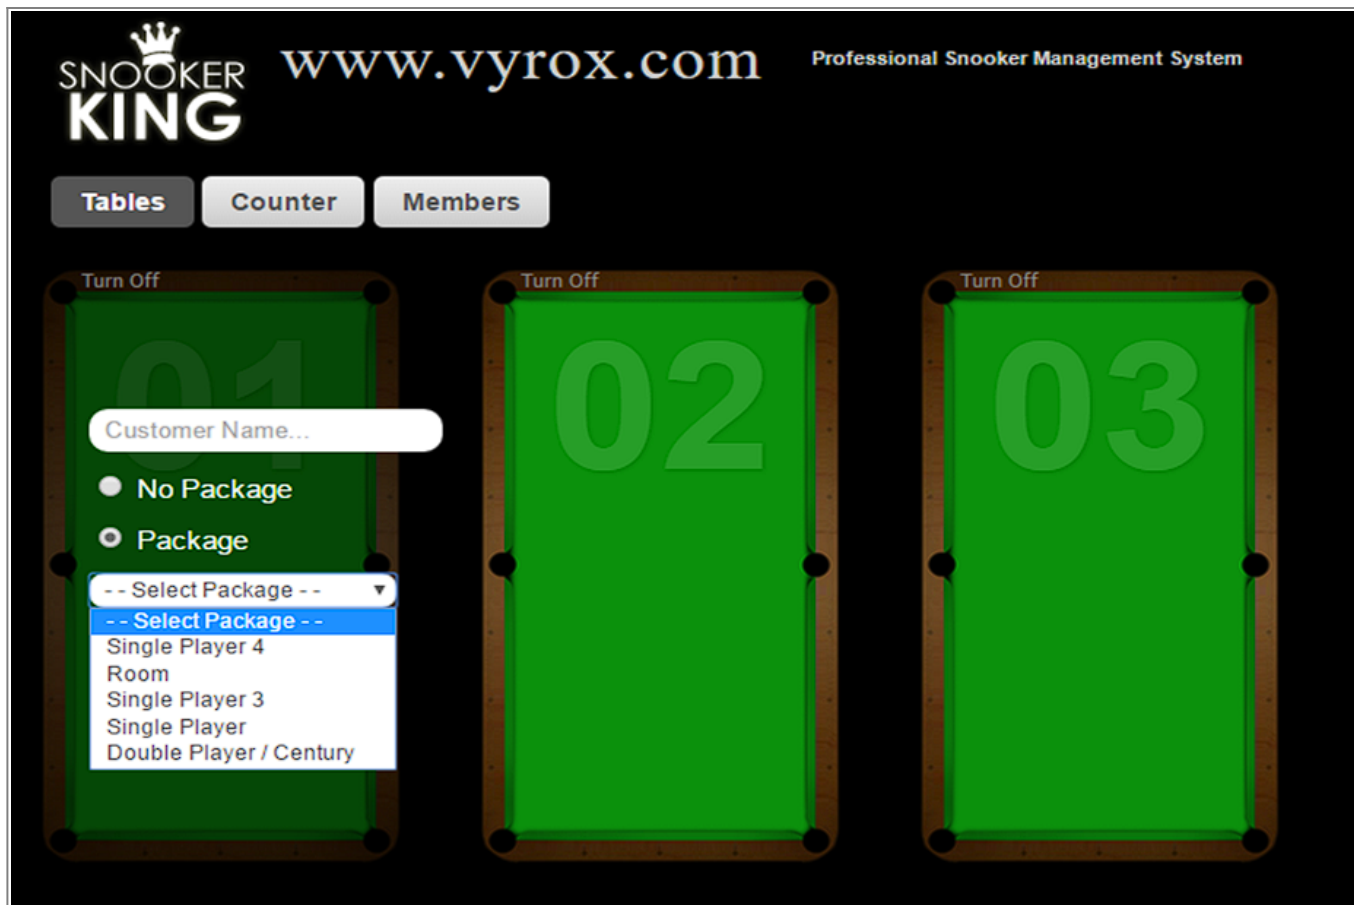 SNOOKER
KING
www.vyrox.com
Professional Snooker Management System
Tables
Counter
Members
Turn Off
01
Customer Name...
No Package
Package
- - Select Package - -
- - Select Package - -
Single Player 4
Room
Single Player 3
Single Player
Double Player / Century
Turn Off
02
Turn Off
03